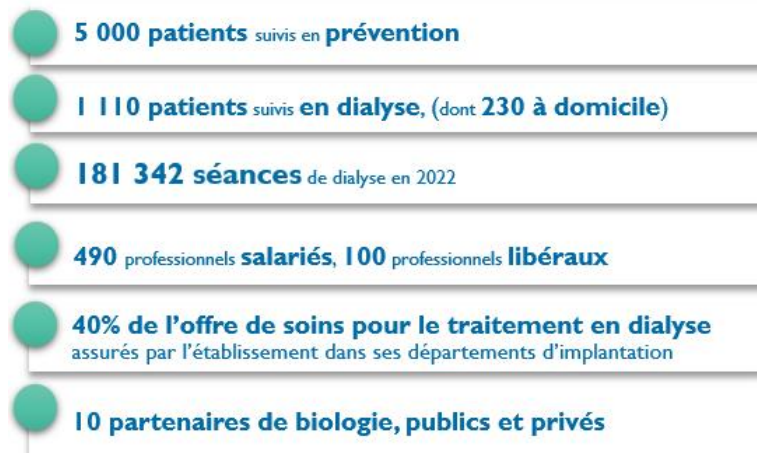 5 000 patients suivis en prévention
1 110 patients suivis en dialyse, (dont 230 à domicile)
181 342 séances de dialyse en 2022
490 professionnels salariés, 100 professionnels libéraux
40% de l’offre de soins pour le traitement en dialyse
assurés par l’établissement dans ses départements d’implantation
10 partenaires de biologie, publics et privés